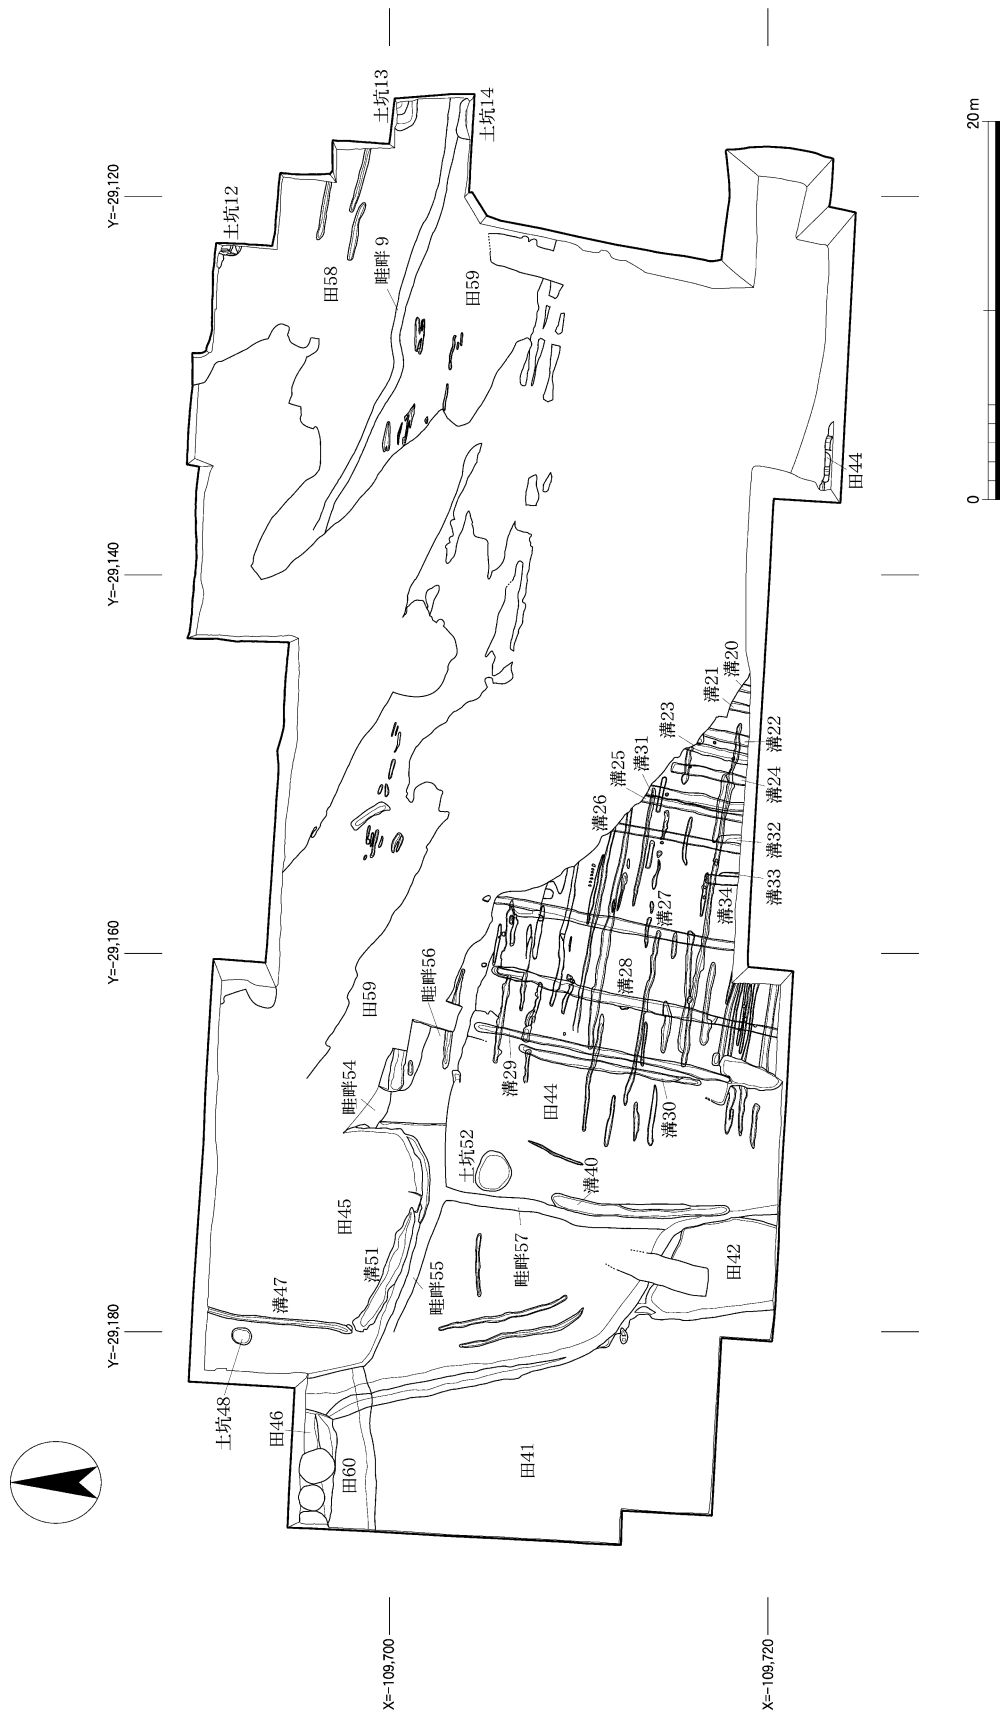 土坑13
土坑14
20m
Y=-29,120
土坑12
田58
畦畔9
田59
0
田44
Y=-29,140
溝20
溝21
溝23
溝22
溝31
溝25
溝24
溝26
溝32
溝33
溝27
溝34
Y=-29,160
畦畔56
田59
溝28
畦畔54
溝29
田44
溝30
土坑52
溝40
田45
溝51
畦畔55
畦畔57
田42
溝47
Y=-29,180
土坑48
田46
田60
田41
X=-109,700
X=-109,720